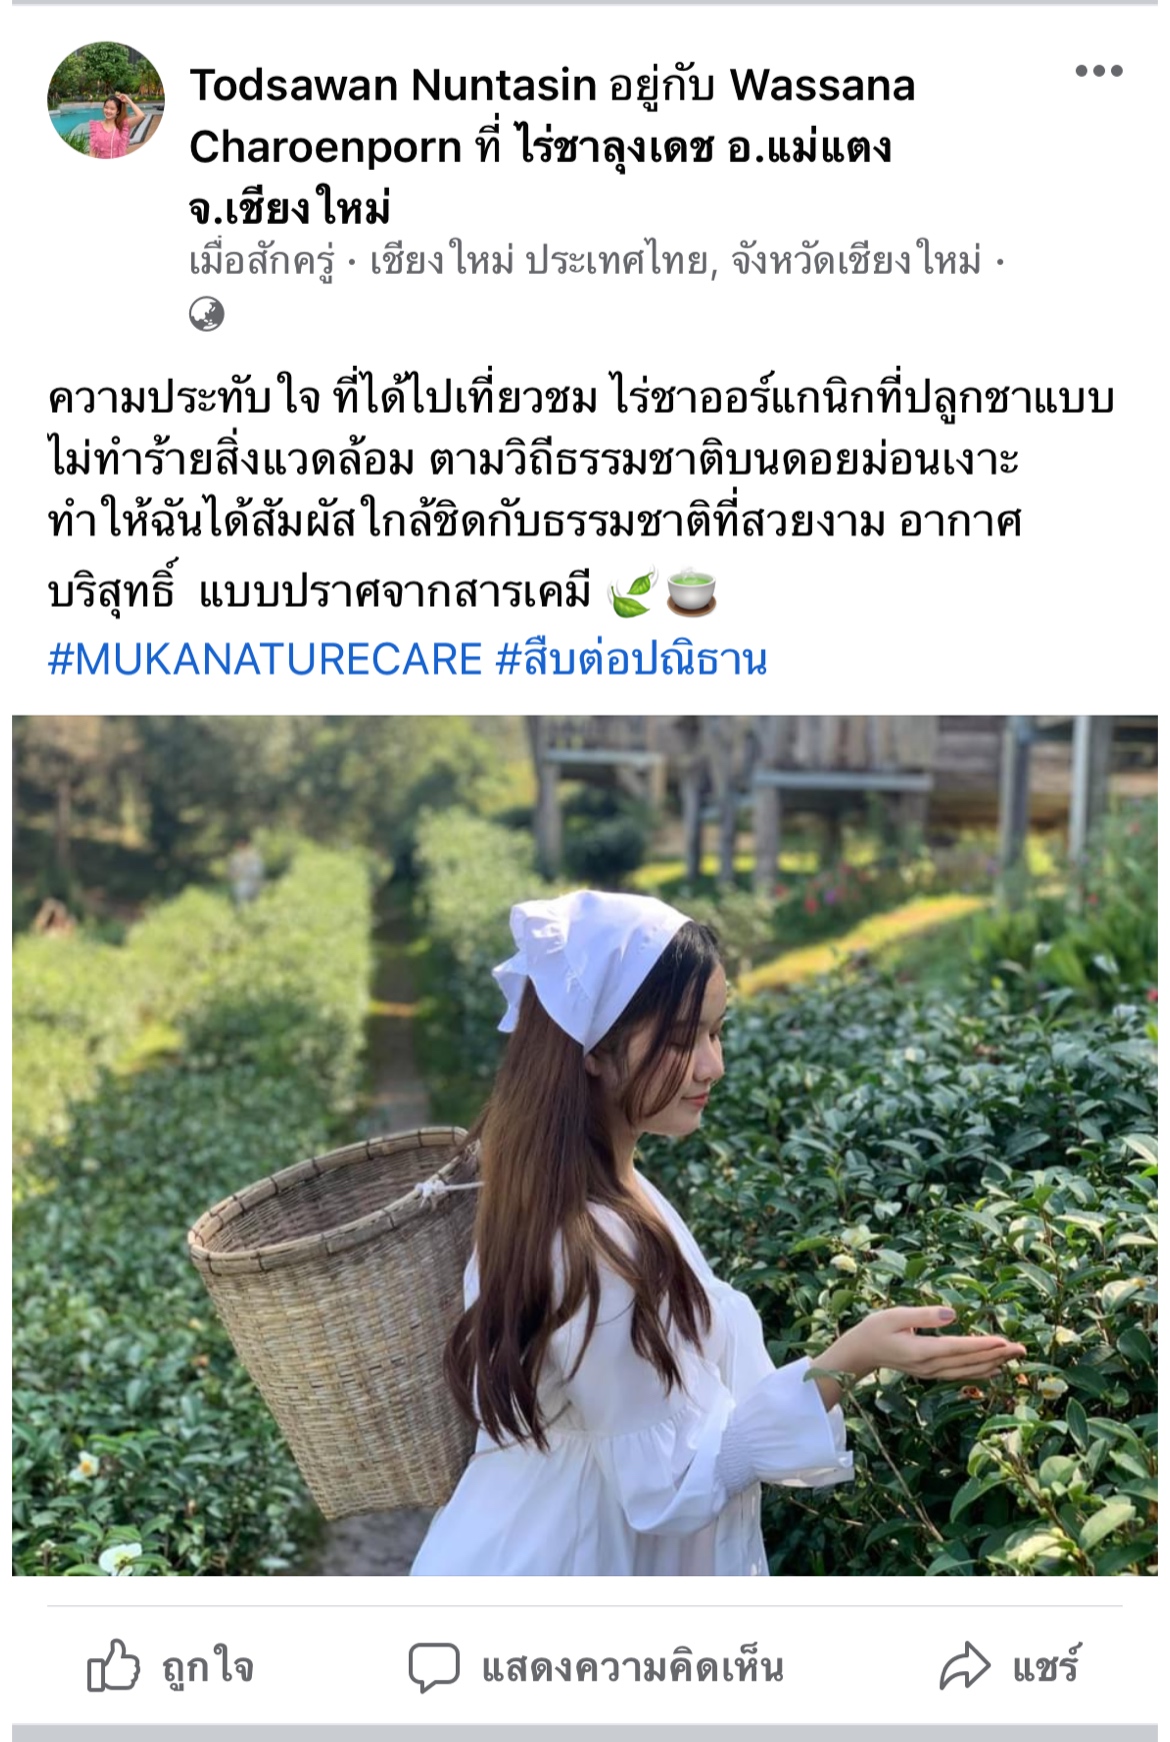 Todsawan Nuntasin อยู่กับ Wassana
Charoenporn ที่ ไร่ชาลุงเดช อ.แม่แตง
จ.เชียงใหม่
เมื่อสักครู่ · เชียงใหม่ ประเทศไทย, จังหวัดเชียงใหม่ ·
ความประทับใจ ที่ได้ไปเที่ยวชม ไร่ชาออร์แกนิกที่ปลูกชาแบบ
ไม่ทำร้ายสิ่งแวดล้อม ตามวิถีธรรมชาติบนดอยม่อนเงาะ
ทำให้ฉันได้สัมผัสใกล้ชิดกับธรรมชาติที่สวยงาม อากาศ
บริสุทธิ์ แบบปราศจากสารเคมี 🍃🍵
#MUKANATURECARE #สืบต่อปณิธาน
ถูกใจ
แสดงความคิดเห็น
แชร์